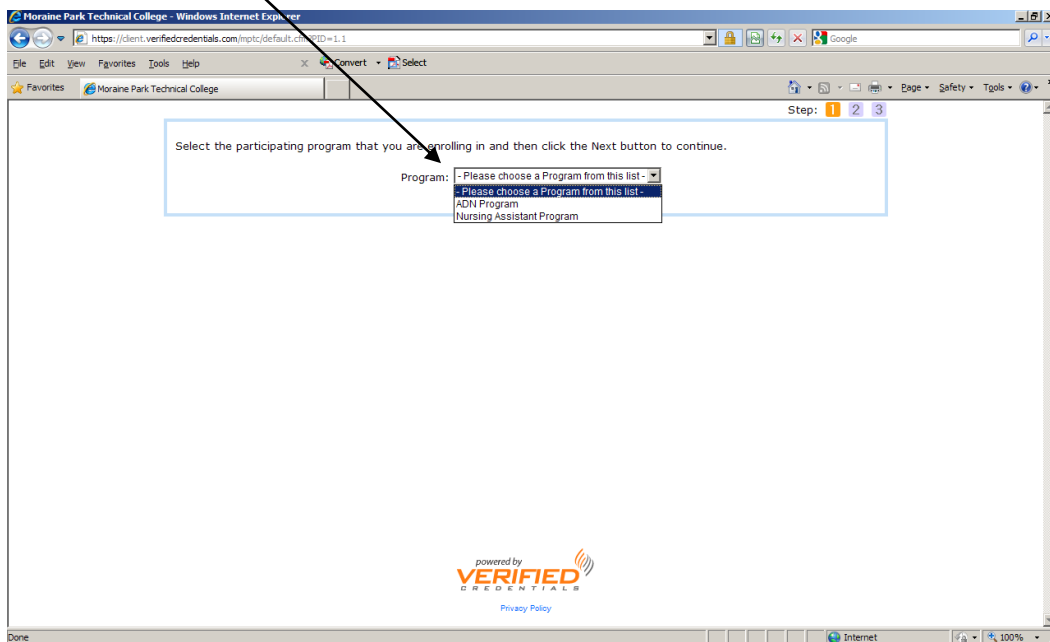 Moraine Park Technical College - Windows Internet Explorer
https://client.verifiedcredentials.com/mptc/default.cfm?PID=1.1
Google
File Edit View Favorites Tools Help
X Convert Select
Favorites Moraine Park Technical College
Page Safety Tools
Step: 1 2 3
Select the participating program that you are enrolling in and then click the Next button to continue.
Program: - Please choose a Program from this list -
- Please choose a Program from this list -
ADN Program
Nursing Assistant Program
powered by
VERIFIED
CREDENTIALS
Privacy Policy
Done Internet 100%